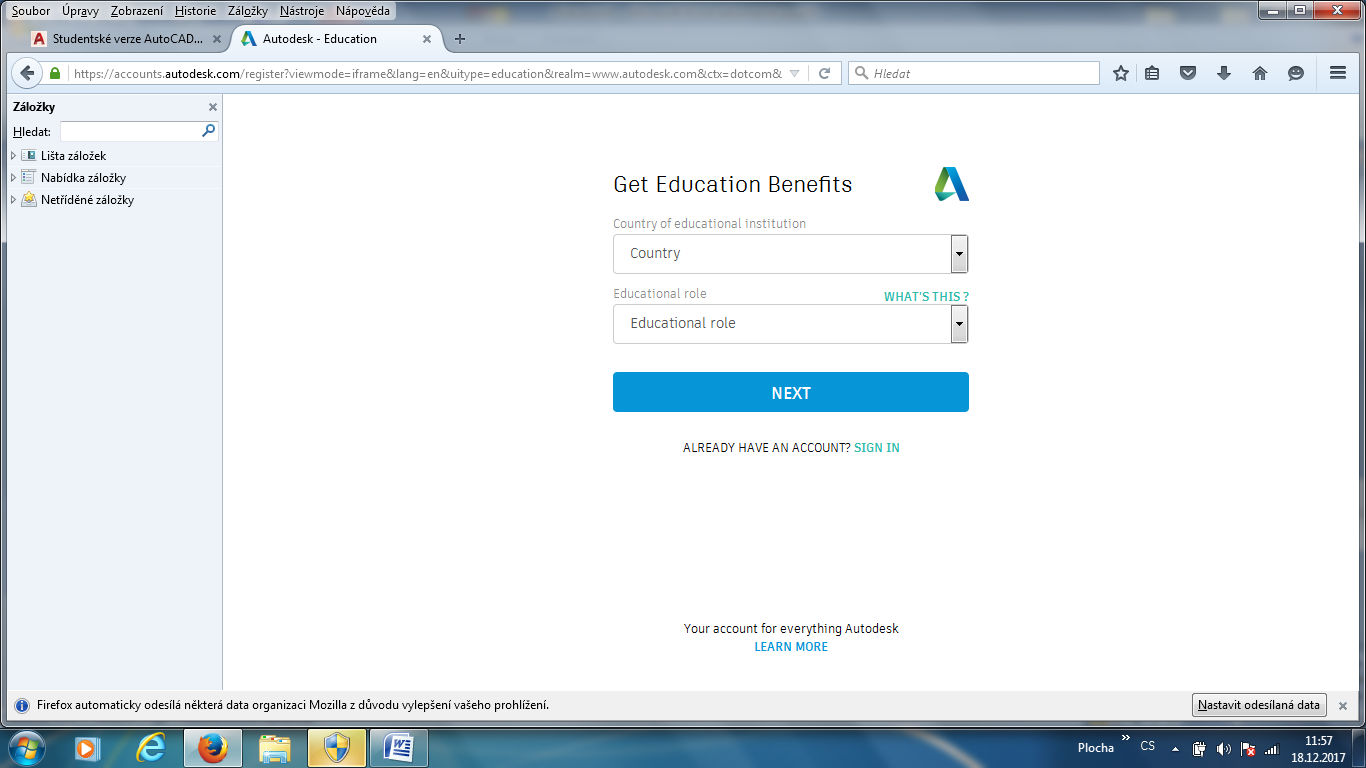 Soubor Úpravy Zobrazení Historie Záložky Nástroje Nápověda
Studentské verze AutoCAD... Autodesk - Education
https://accounts.autodesk.com/register?viewmode=iframe&lang=en&uitype=education&realm=www.autodesk.com&ctx=dotcom& Hledat
Záložky
Hledat:
Lišta záložek
Nabídka záložky
Netříděné záložky
Get Education Benefits
Country of educational institution
Country
Educational role WHAT'S THIS ?
Educational role
NEXT
ALREADY HAVE AN ACCOUNT? SIGN IN
Your account for everything Autodesk
LEARN MORE
Firefox automaticky odesílá některá data organizaci Mozilla z důvodu vylepšení vašeho prohlížení. Nastavit odesílaná data
Plocha » CS 11:57
18.12.2017